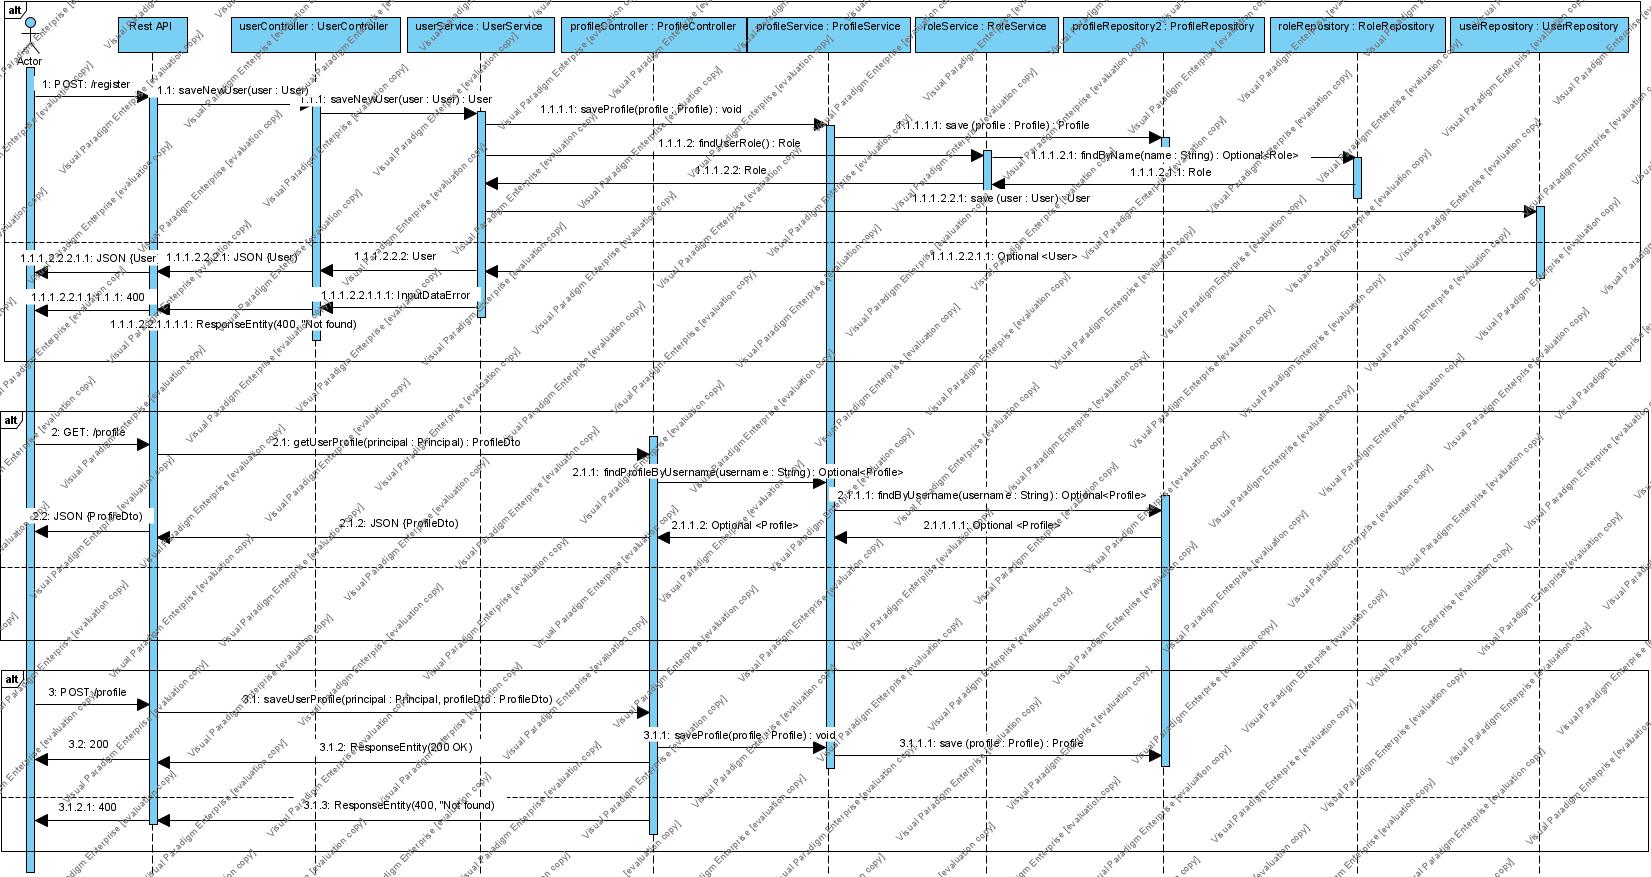 alt
Rest API
userController : UserController
userService : UserService
profileController : ProfileController
profileService : ProfileService
roleService : RoleService
profileRepository2 : ProfileRepository
roleRepository : RoleRepository
userRepository : UserRepository
Actor
1: POST: /register
1.1: saveNewUser(user : User)
1.1.1: saveNewUser(user : User) : User
1.1.1.1: saveProfile(profile : Profile) : void
1.1.1.1.1: save (profile : Profile) : Profile
1.1.1.2: findUserRole() : Role
1.1.1.2.1: findByName(name : String) : Optional<Role>
1.1.1.2.2: Role
1.1.1.2.1.1: Role
1.1.1.2.2.1: save (user : User) : User
1.1.1.2.2.2.1.1: JSON {User
1.1.1.2.2.2.1: JSON {User}
1.1.1.2.2.2: User
1.1.1.2.2.1.1: Optional <User>
1.1.1.2.2.1.1.1.1.1: 400
1.1.1.2.2.1.1.1: InputDataError
1.1.1.2.2.1.1.1.1: ResponseEntity(400, "Not found)
alt
2: GET: /profile
2.1: getUserProfile(principal : Principal) : ProfileDto
2.1.1: findProfileByUsername(username : String) : Optional<Profile>
2.1.1.1: findByUsername(username : String) : Optional<Profile>
2.2: JSON {ProfileDto)
2.1.2: JSON {ProfileDto)
2.1.1.2: Optional <Profile>
2.1.1.1.1: Optional <Profile>
alt
3: POST /profile
3.1: saveUserProfile(principal : Principal, profileDto : ProfileDto)
3.1.1: saveProfile(profile : Profile) : void
3.1.1.1: save (profile : Profile) : Profile
3.2: 200
3.1.2: ResponseEntity(200 OK)
3.1.2.1: 400
3.1.3: ResponseEntity(400, "Not found)
Visual Paradigm Enterprise [evaluation copy]